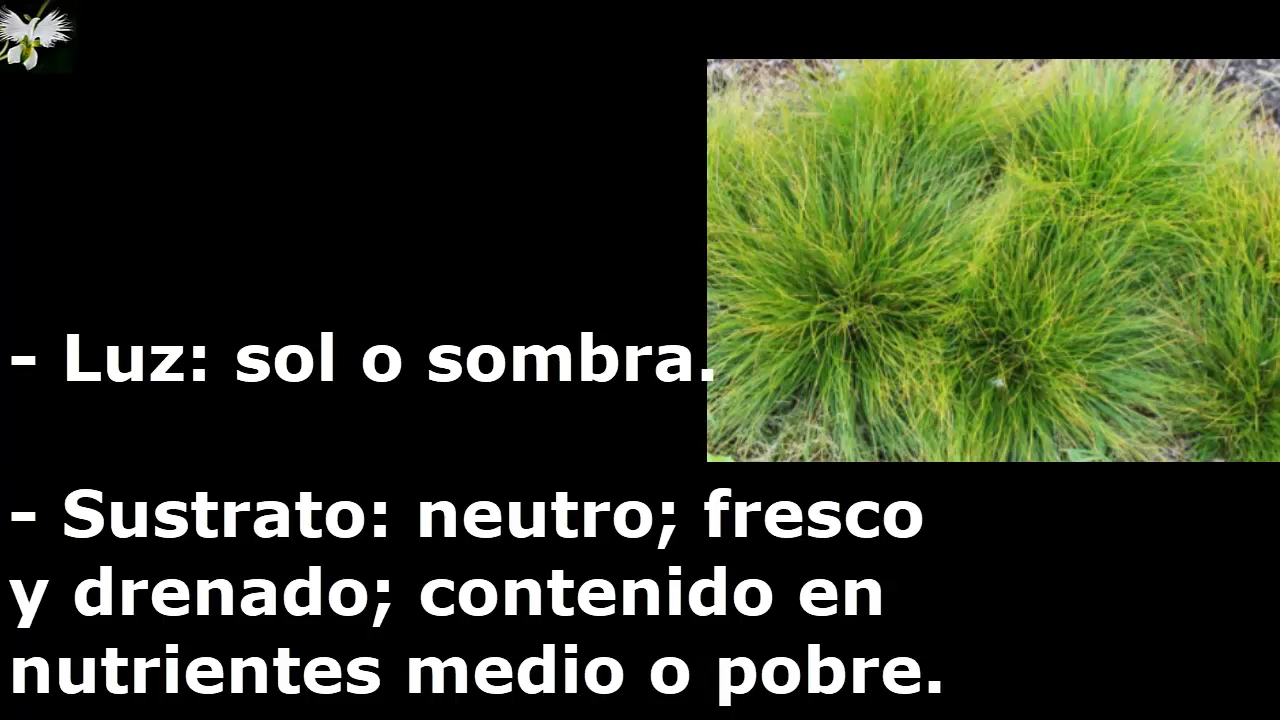 - Luz: sol o sombra.
- Sustrato: neutro; fresco
y drenado; contenido en
nutrientes medio o pobre.